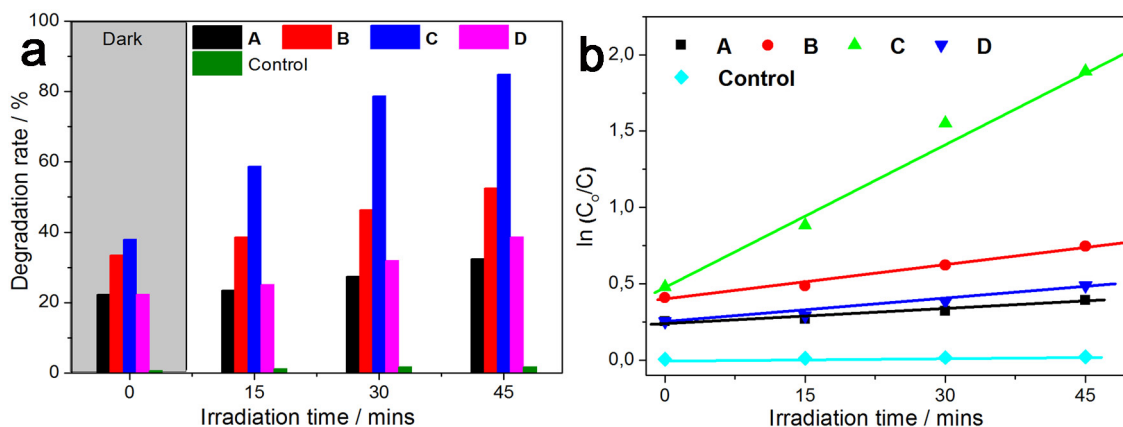 a
Dark
A B C D
Control
Degradation rate / %
100
80
60
40
20
0
0 15 30 45
Irradiation time / mins
b
A B C D
Control
ln (Co/C)
2,0
1,5
1,0
0,5
0,0
0 15 30 45
Irradiation time / mins